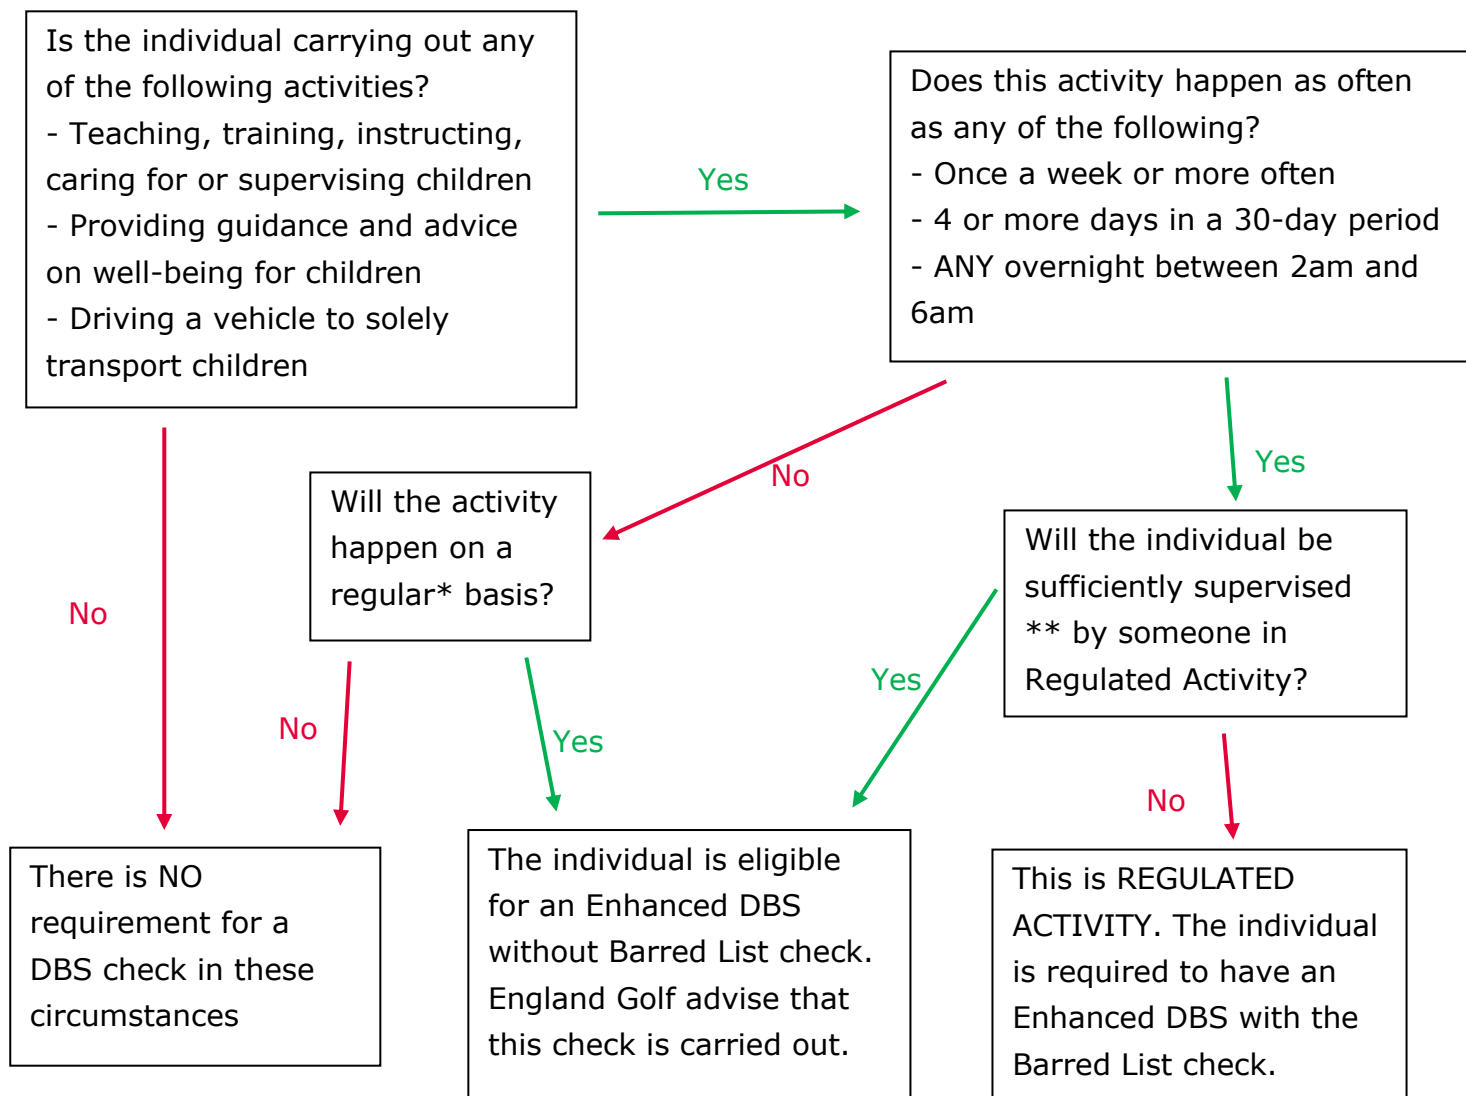 Is the individual carrying out any
of the following activities?
- Teaching, training, instructing,
caring for or supervising children
- Providing guidance and advice
on well-being for children
- Driving a vehicle to solely
transport children
Yes
Does this activity happen as often
as any of the following?
- Once a week or more often
- 4 or more days in a 30-day period
- ANY overnight between 2am and
6am
No
No
Yes
Will the activity
happen on a
regular* basis?
Will the individual be
sufficiently supervised
** by someone in
Regulated Activity?
No
Yes
Yes
No
There is NO
requirement for a
DBS check in these
circumstances
The individual is eligible
for an Enhanced DBS
without Barred List check.
England Golf advise that
this check is carried out.
This is REGULATED
ACTIVITY. The individual
is required to have an
Enhanced DBS with the
Barred List check.